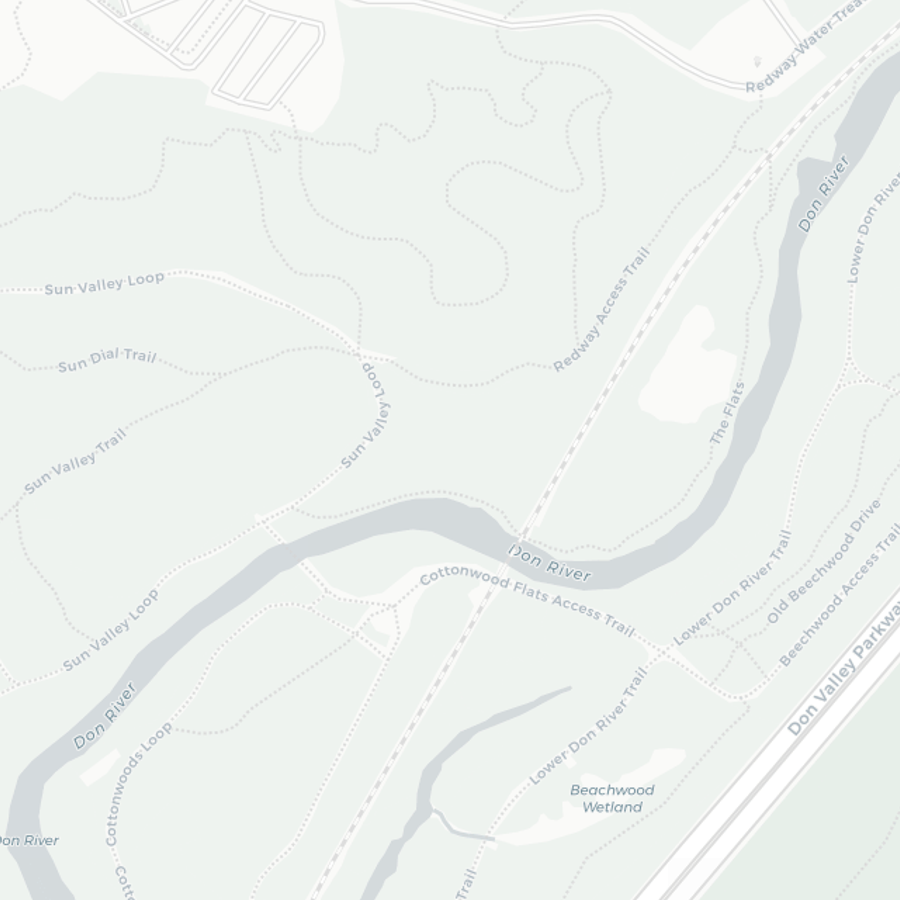 Redway Water Trea
Don River
Lower Don River
Sun Valley Loop
Redway Access Trail
Sun Dial Trail
Sun Valley Loop
The Flats
Sun Valley Trail
Don River
Cottonwood Flats Access Trail
Lower Don River Trail
Old Beechwood Drive
Beechwood Access Trail
Don Valley Parkwa
Sun Valley Loop
Don River
Lower Don River Trail
Cottonwoods Loop
Beachwood
Wetland
Don River
Cotto
Trail